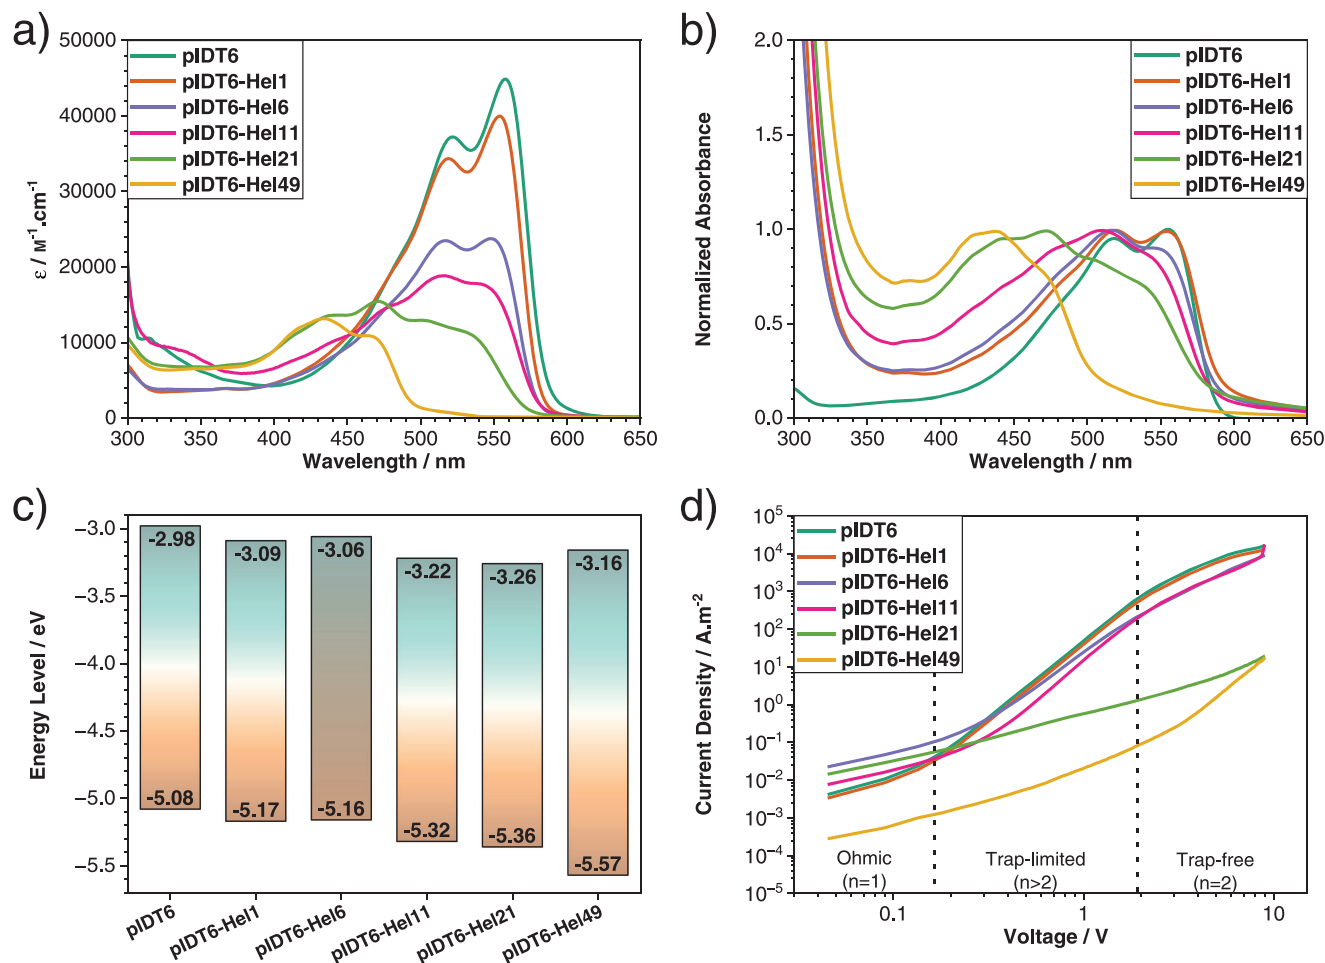 a)
50000
40000
30000
20000
10000
0
ε / M⁻¹.cm⁻¹
pIDT6
pIDT6-Hel1
pIDT6-Hel6
pIDT6-Hel11
pIDT6-Hel21
pIDT6-Hel49
300 350 400 450 500 550 600 650
Wavelength / nm
b)
2.0
1.5
1.0
0.5
0.0
Normalized Absorbance
pIDT6
pIDT6-Hel1
pIDT6-Hel6
pIDT6-Hel11
pIDT6-Hel21
pIDT6-Hel49
300 350 400 450 500 550 600 650
Wavelength / nm
c)
−3.0
−3.5
−4.0
−4.5
−5.0
−5.5
Energy Level / eV
-2.98 -3.09 -3.06 -3.22 -3.26 -3.16
-5.08 -5.17 -5.16 -5.32 -5.36 -5.57
pIDT6 pIDT6-Hel1 pIDT6-Hel6 pIDT6-Hel11 pIDT6-Hel21 pIDT6-Hel49
d)
10⁵
10⁴
10³
10²
10¹
10⁰
10⁻¹
10⁻²
10⁻³
10⁻⁴
10⁻⁵
Current Density / A.m⁻²
pIDT6
pIDT6-Hel1
pIDT6-Hel6
pIDT6-Hel11
pIDT6-Hel21
pIDT6-Hel49
Ohmic Trap-limited Trap-free
(n=1) (n>2) (n=2)
0.1 1 10
Voltage / V